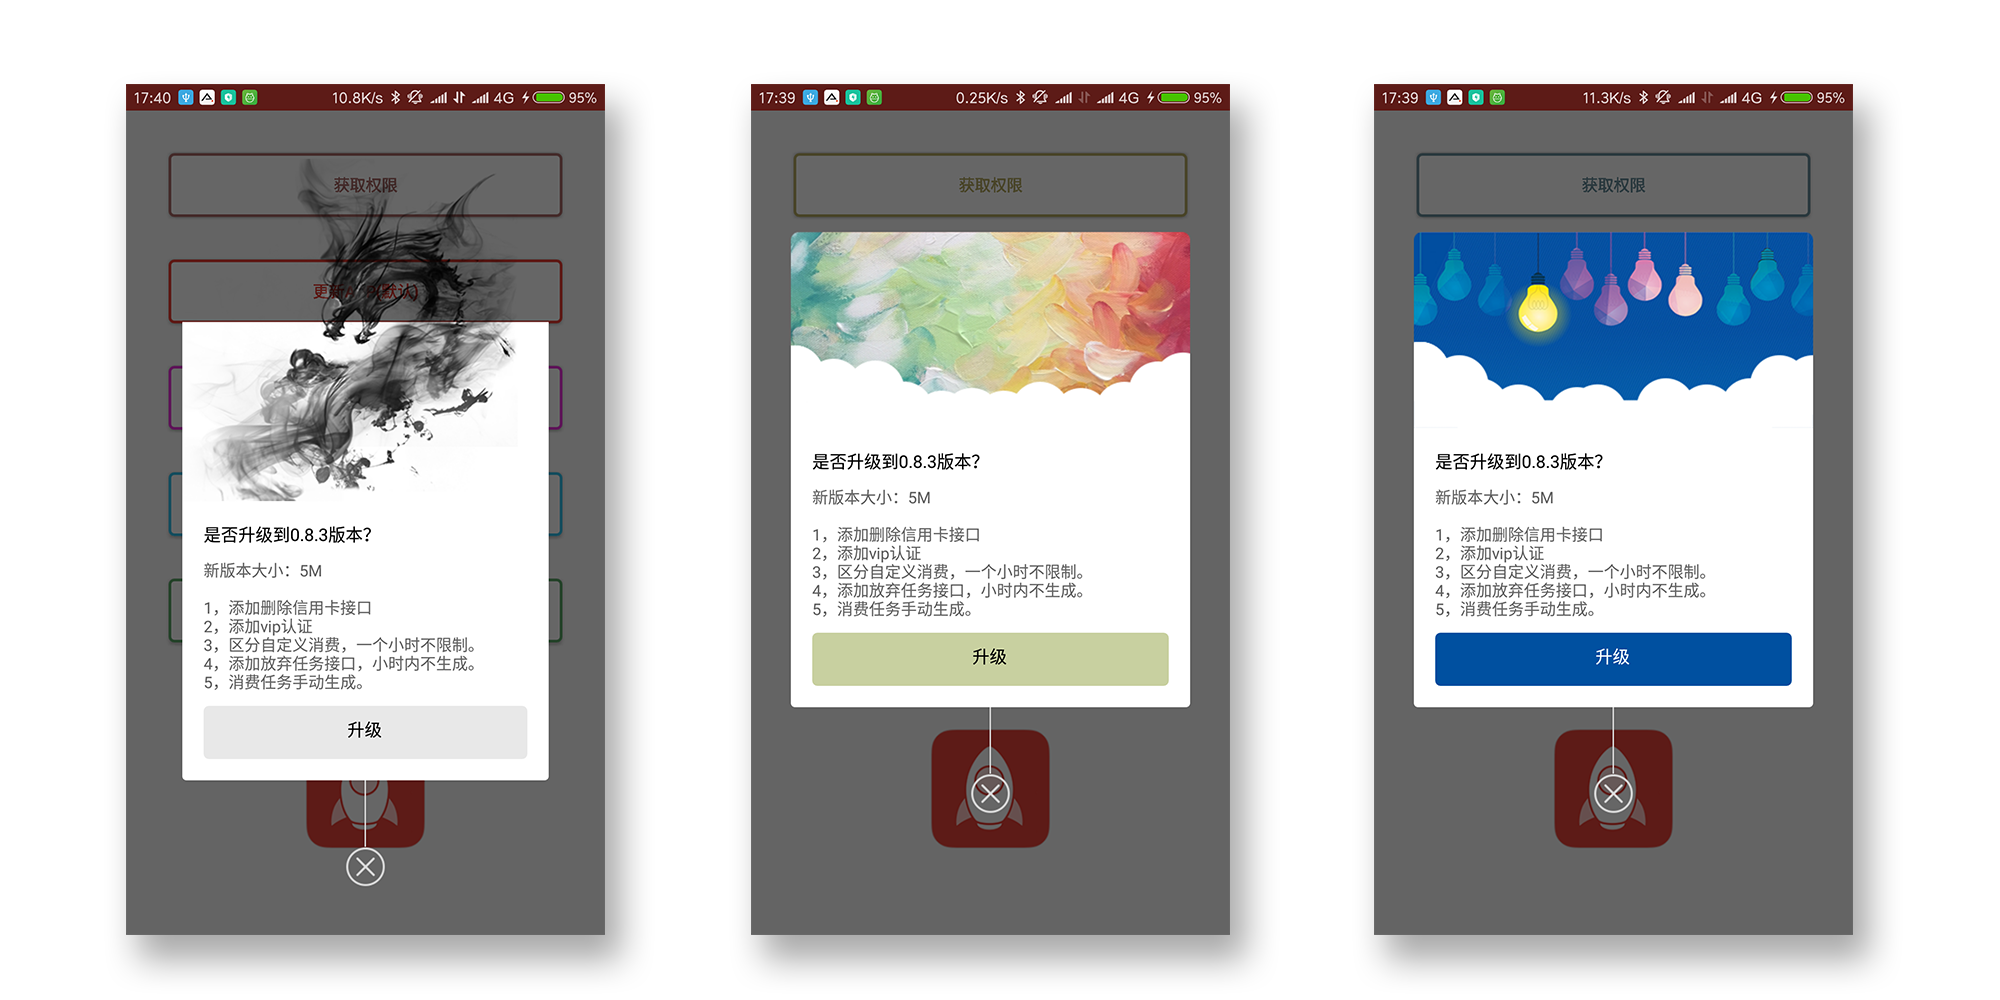 17:40 10.8K/s 4G 95%
获取权限
更新 (默认)
是否升级到0.8.3版本?
新版本大小：5M
1，添加删除信用卡接口
2，添加vip认证
3，区分自定义消费，一个小时不限制。
4，添加放弃任务接口，小时内不生成。
5，消费任务手动生成。
升级
17:39 0.25K/s 4G 95%
获取权限
是否升级到0.8.3版本?
新版本大小：5M
1，添加删除信用卡接口
2，添加vip认证
3，区分自定义消费，一个小时不限制。
4，添加放弃任务接口，小时内不生成。
5，消费任务手动生成。
升级
17:39 11.3K/s 4G 95%
获取权限
是否升级到0.8.3版本?
新版本大小：5M
1，添加删除信用卡接口
2，添加vip认证
3，区分自定义消费，一个小时不限制。
4，添加放弃任务接口，小时内不生成。
5，消费任务手动生成。
升级